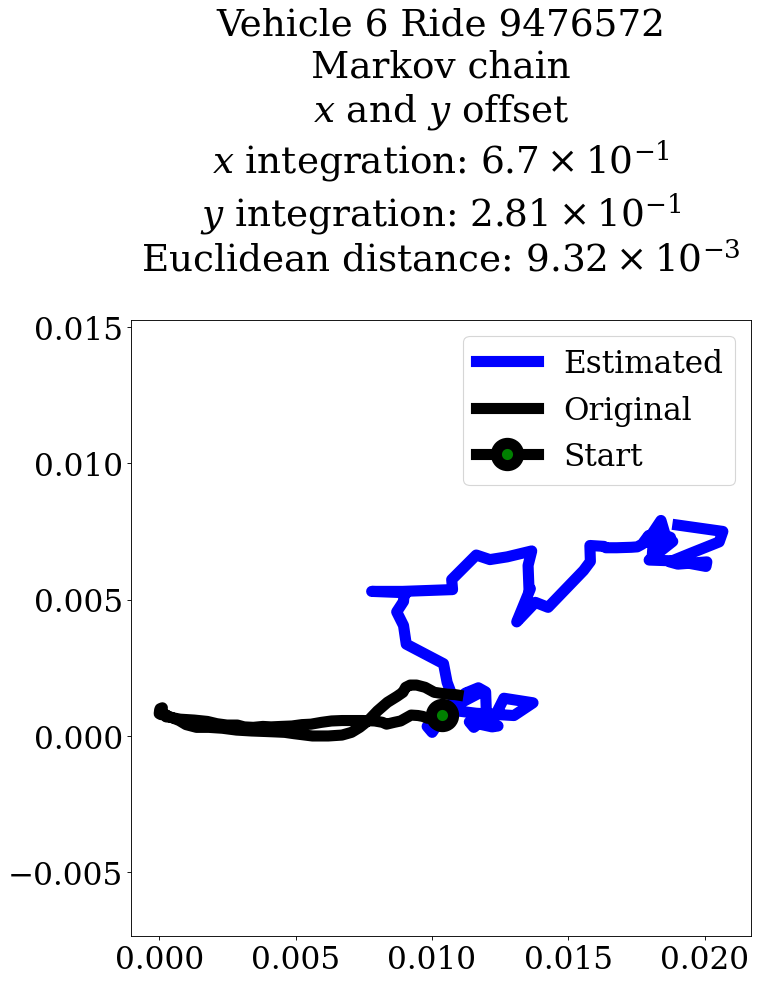 Vehicle 6 Ride 9476572
Markov chain
x and y offset
x integration: 6.7 × 10⁻¹
y integration: 2.81 × 10⁻¹
Euclidean distance: 9.32 × 10⁻³
Estimated
Original
Start
0.015
0.010
0.005
0.000
−0.005
0.000 0.005 0.010 0.015 0.020